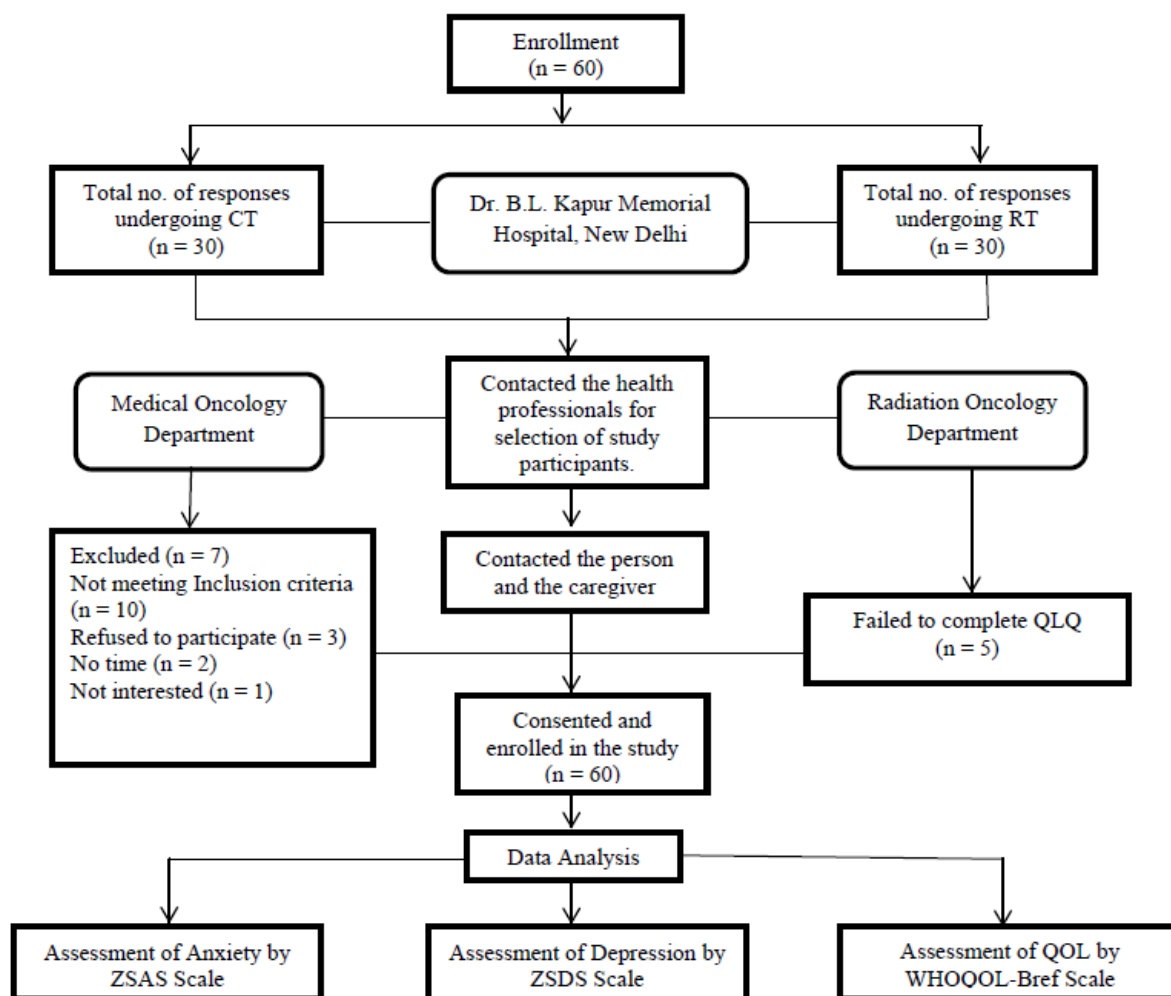 Enrollment
(n = 60)
Total no. of responses
undergoing CT
(n = 30)
Dr. B.L. Kapur Memorial
Hospital, New Delhi
Total no. of responses
undergoing RT
(n = 30)
Medical Oncology
Department
Contacted the health
professionals for
selection of study
participants.
Radiation Oncology
Department
Excluded (n = 7)
Not meeting Inclusion criteria
(n = 10)
Refused to participate (n = 3)
No time (n = 2)
Not interested (n = 1)
Contacted the person
and the caregiver
Failed to complete QLQ
(n = 5)
Consented and
enrolled in the study
(n = 60)
Data Analysis
Assessment of Anxiety by
ZSAS Scale
Assessment of Depression by
ZSDS Scale
Assessment of QOL by
WHOQOL-Bref Scale